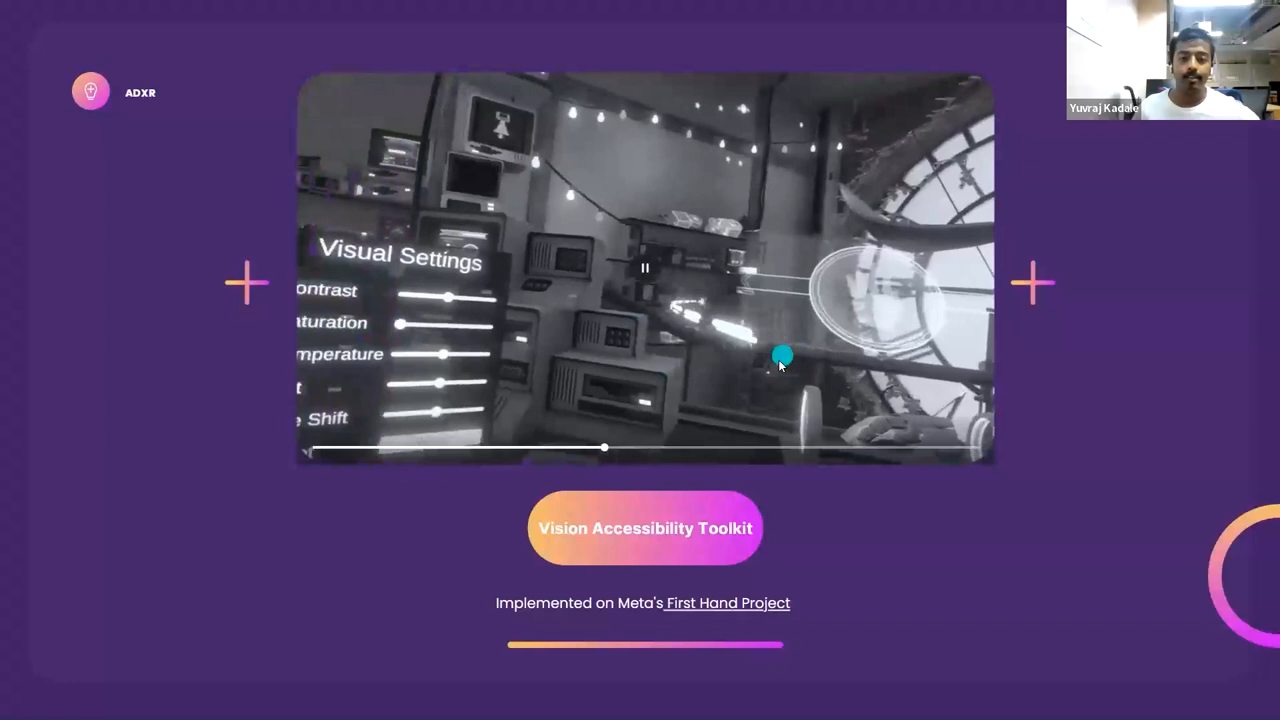 ADXR
Yuvraj Kadale
Visual Settings
ontrast
aturation
mperature
t
e Shift
Vision Accessibility Toolkit
Implemented on Meta's First Hand Project